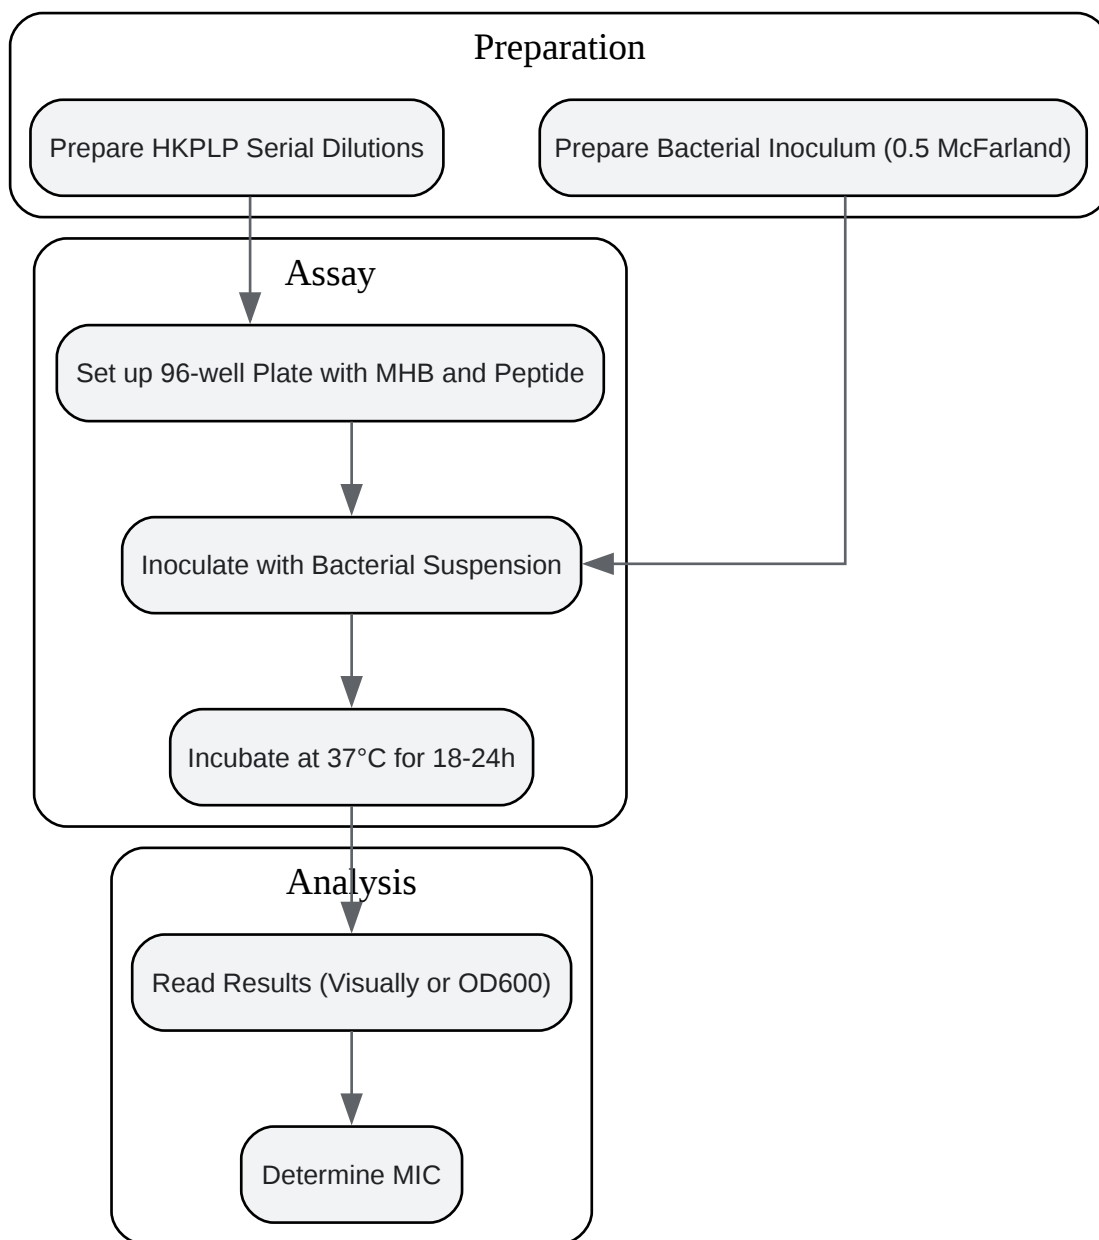 Preparation
Prepare HKPLP Serial Dilutions
Prepare Bacterial Inoculum (0.5 McFarland)
Assay
Set up 96-well Plate with MHB and Peptide
Inoculate with Bacterial Suspension
Incubate at 37°C for 18-24h
Analysis
Read Results (Visually or OD600)
Determine MIC